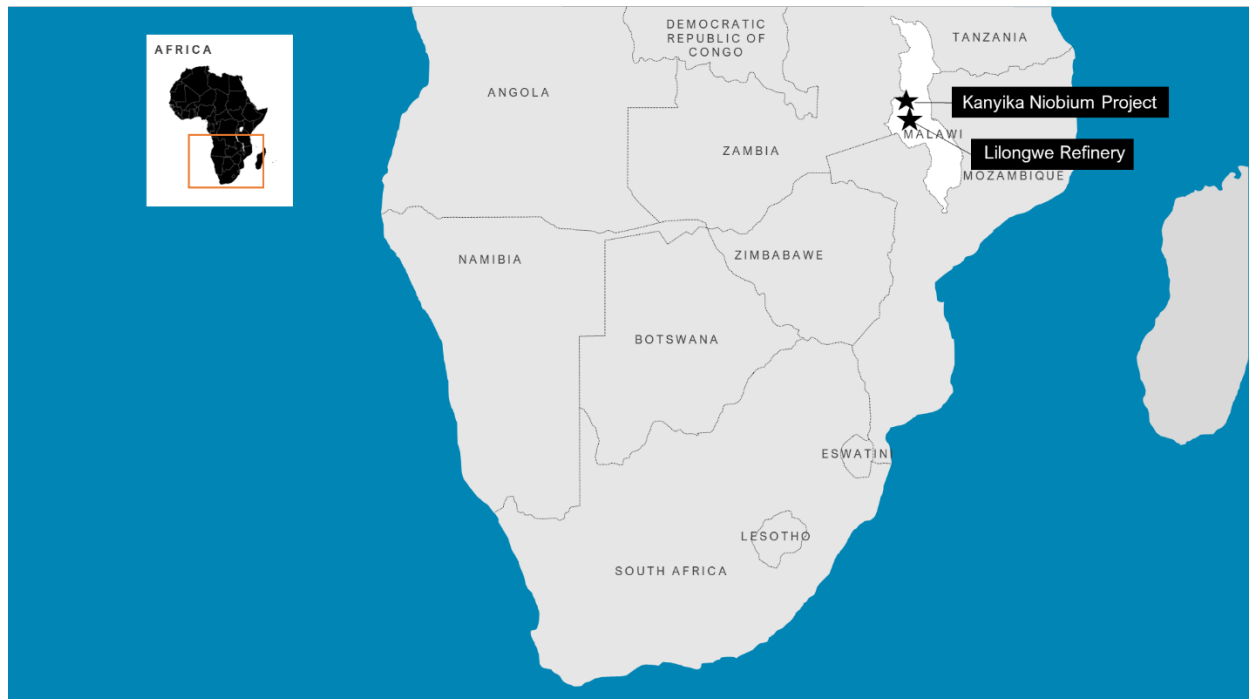 AFRICA
DEMOCRATIC
REPUBLIC OF
CONGO
TANZANIA
ANGOLA
Kanyika Niobium Project
MALAWI
ZAMBIA
Lilongwe Refinery
MOZAMBIQUE
NAMIBIA
ZIMBABWE
BOTSWANA
ESWATINI
LESOTHO
SOUTH AFRICA